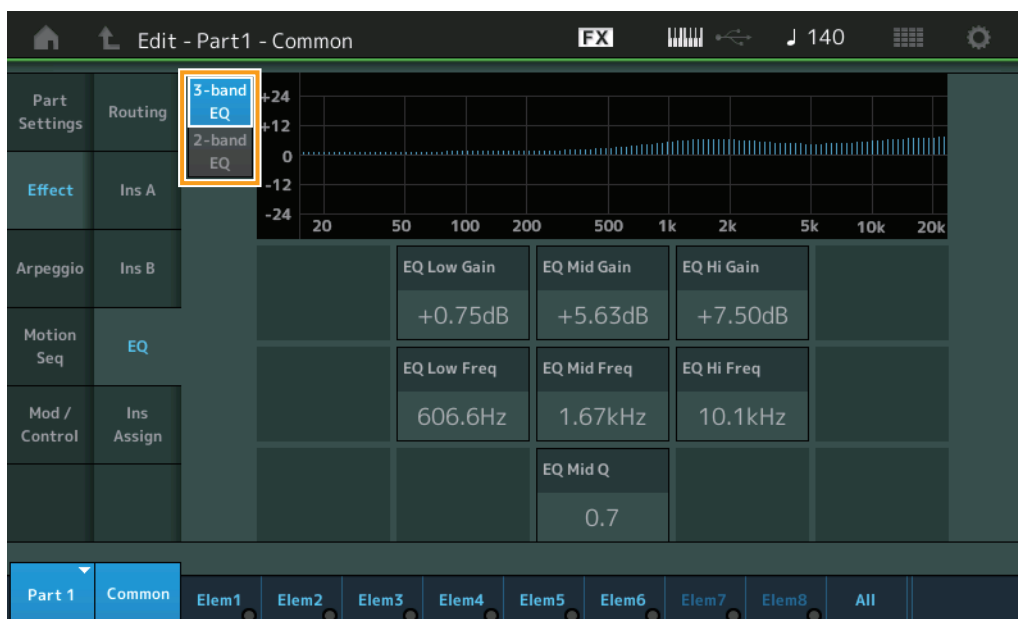 Edit - Part1 - Common
FX
♩ 140
Part
Settings
Effect
Arpeggio
Motion
Seq
Mod /
Control
Routing
Ins A
Ins B
EQ
Ins
Assign
3-band
EQ
2-band
EQ
+24
+12
0
-12
-24
20 50 100 200 500 1k 2k 5k 10k 20k
EQ Low Gain
+0.75dB
EQ Mid Gain
+5.63dB
EQ Hi Gain
+7.50dB
EQ Low Freq
606.6Hz
EQ Mid Freq
1.67kHz
EQ Hi Freq
10.1kHz
EQ Mid Q
0.7
Part 1 Common Elem1 Elem2 Elem3 Elem4 Elem5 Elem6 Elem7 Elem8 All